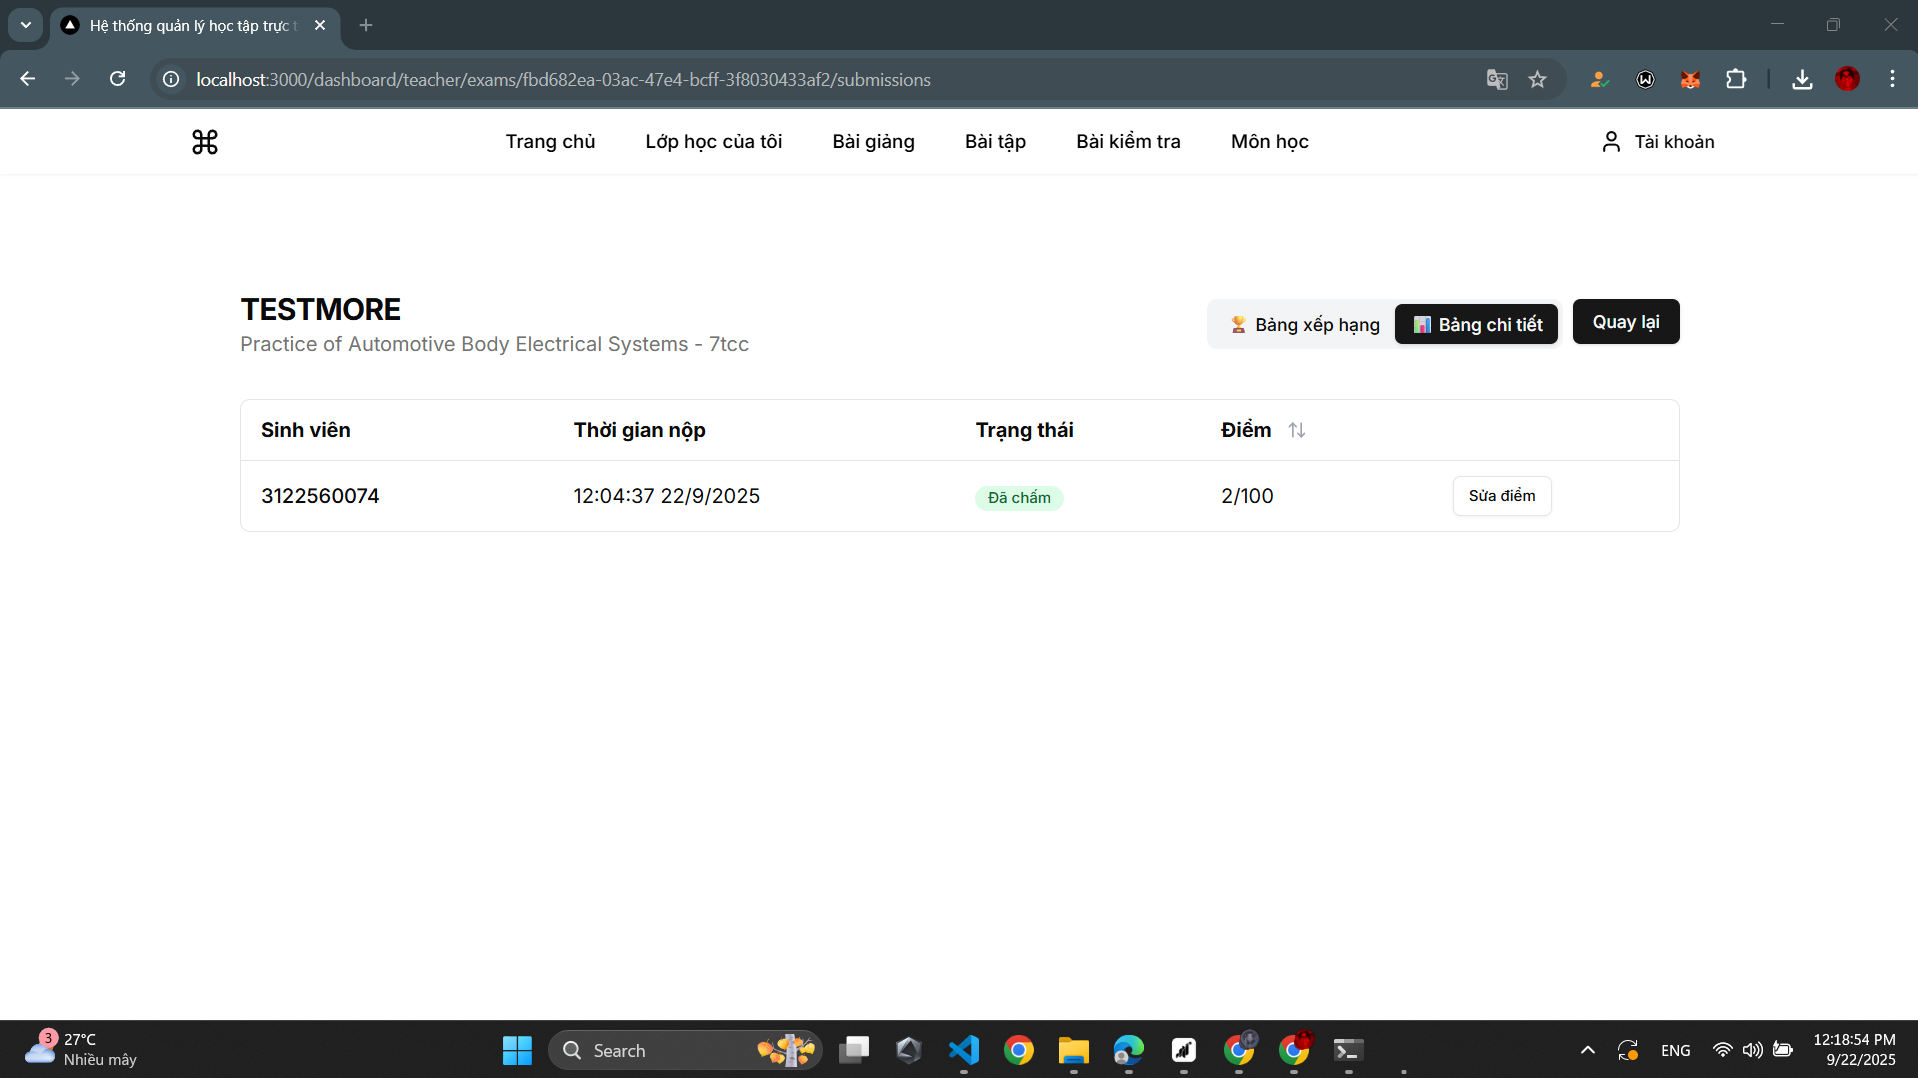 Hệ thống quản lý học tập trực t
localhost:3000/dashboard/teacher/exams/fbd682ea-03ac-47e4-bcff-3f8030433af2/submissions
Trang chủ Lớp học của tôi Bài giảng Bài tập Bài kiểm tra Môn học Tài khoản
TESTMORE
Practice of Automotive Body Electrical Systems - 7tcc
🏆 Bảng xếp hạng 📊 Bảng chi tiết Quay lại
Sinh viên Thời gian nộp Trạng thái Điểm
3122560074 12:04:37 22/9/2025 Đã chấm 2/100 Sửa điểm
3 27°C
Nhiều mây
Search
ENG
12:18:54 PM
9/22/2025